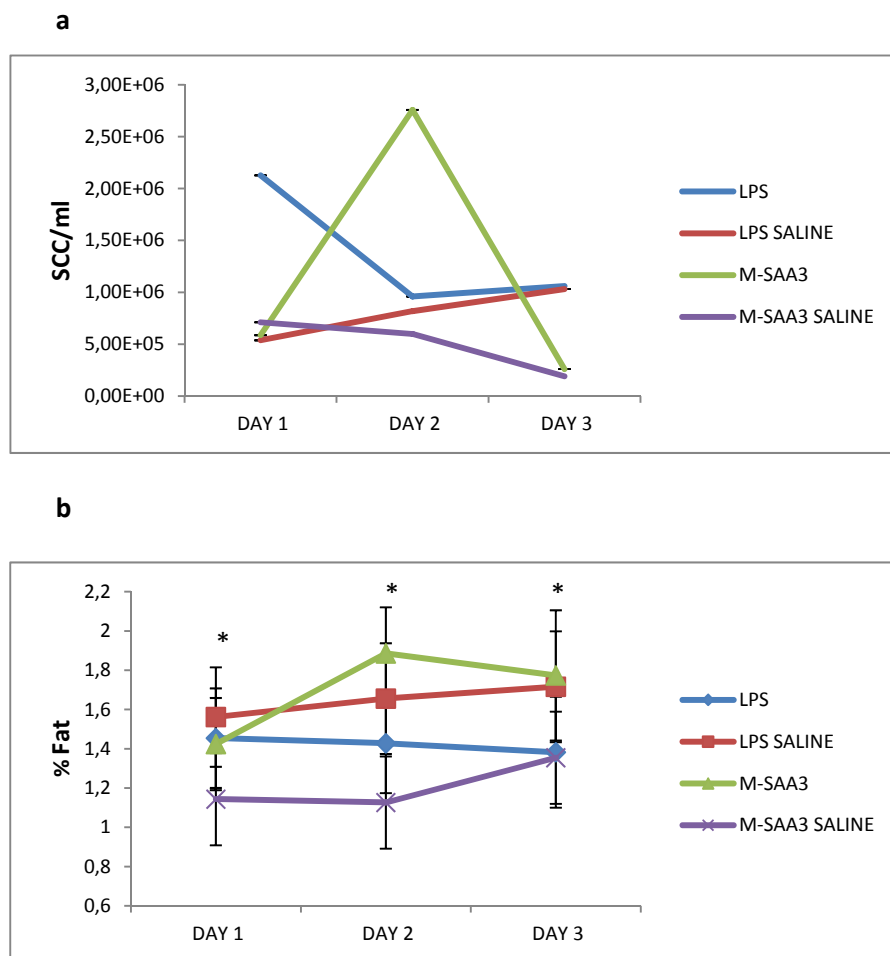 a
3,00E+06
2,50E+06
2,00E+06
1,50E+06
1,00E+06
5,00E+05
0,00E+00
SCC/ml
DAY 1 DAY 2 DAY 3
LPS
LPS SALINE
M-SAA3
M-SAA3 SALINE
b
2,2
2
1,8
1,6
1,4
1,2
1
0,8
0,6
% Fat
* * *
DAY 1 DAY 2 DAY 3
LPS
LPS SALINE
M-SAA3
M-SAA3 SALINE